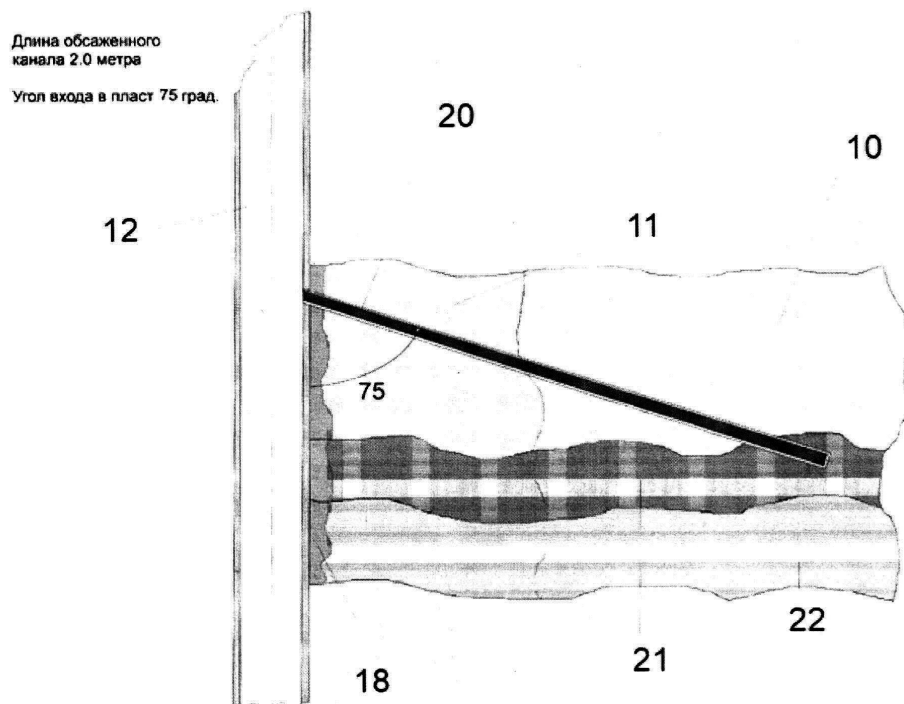 Длина обсаженного
канала 2.0 метра
Угол входа в пласт 75 град.
20
10
12
11
75
22
21
18